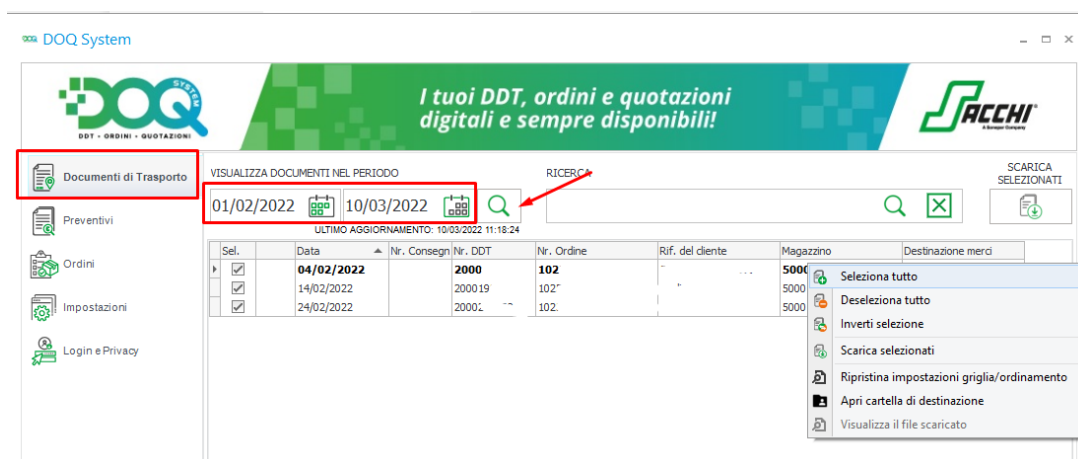 DOQ System
DOQ SYSTEM
DDT - ORDINI - QUOTAZIONI
I tuoi DDT, ordini e quotazioni
digitali e sempre disponibili!
SACCHI
A Sonepar Company
Documenti di Trasporto
Preventivi
Ordini
Impostazioni
Login e Privacy
VISUALIZZA DOCUMENTI NEL PERIODO
RICERCA
SCARICA
SELEZIONATI
01/02/2022 10/03/2022
ULTIMO AGGIORNAMENTO: 10/03/2022 11:18:24
Sel. Data Nr. Consegn Nr. DDT Nr. Ordine Rif. del cliente Magazzino Destinazione merci
04/02/2022 2000 102 5000
14/02/2022 200019 102 5000
24/02/2022 2000 102 5000
Seleziona tutto
Deseleziona tutto
Inverti selezione
Scarica selezionati
Ripristina impostazioni griglia/ordinamento
Apri cartella di destinazione
Visualizza il file scaricato